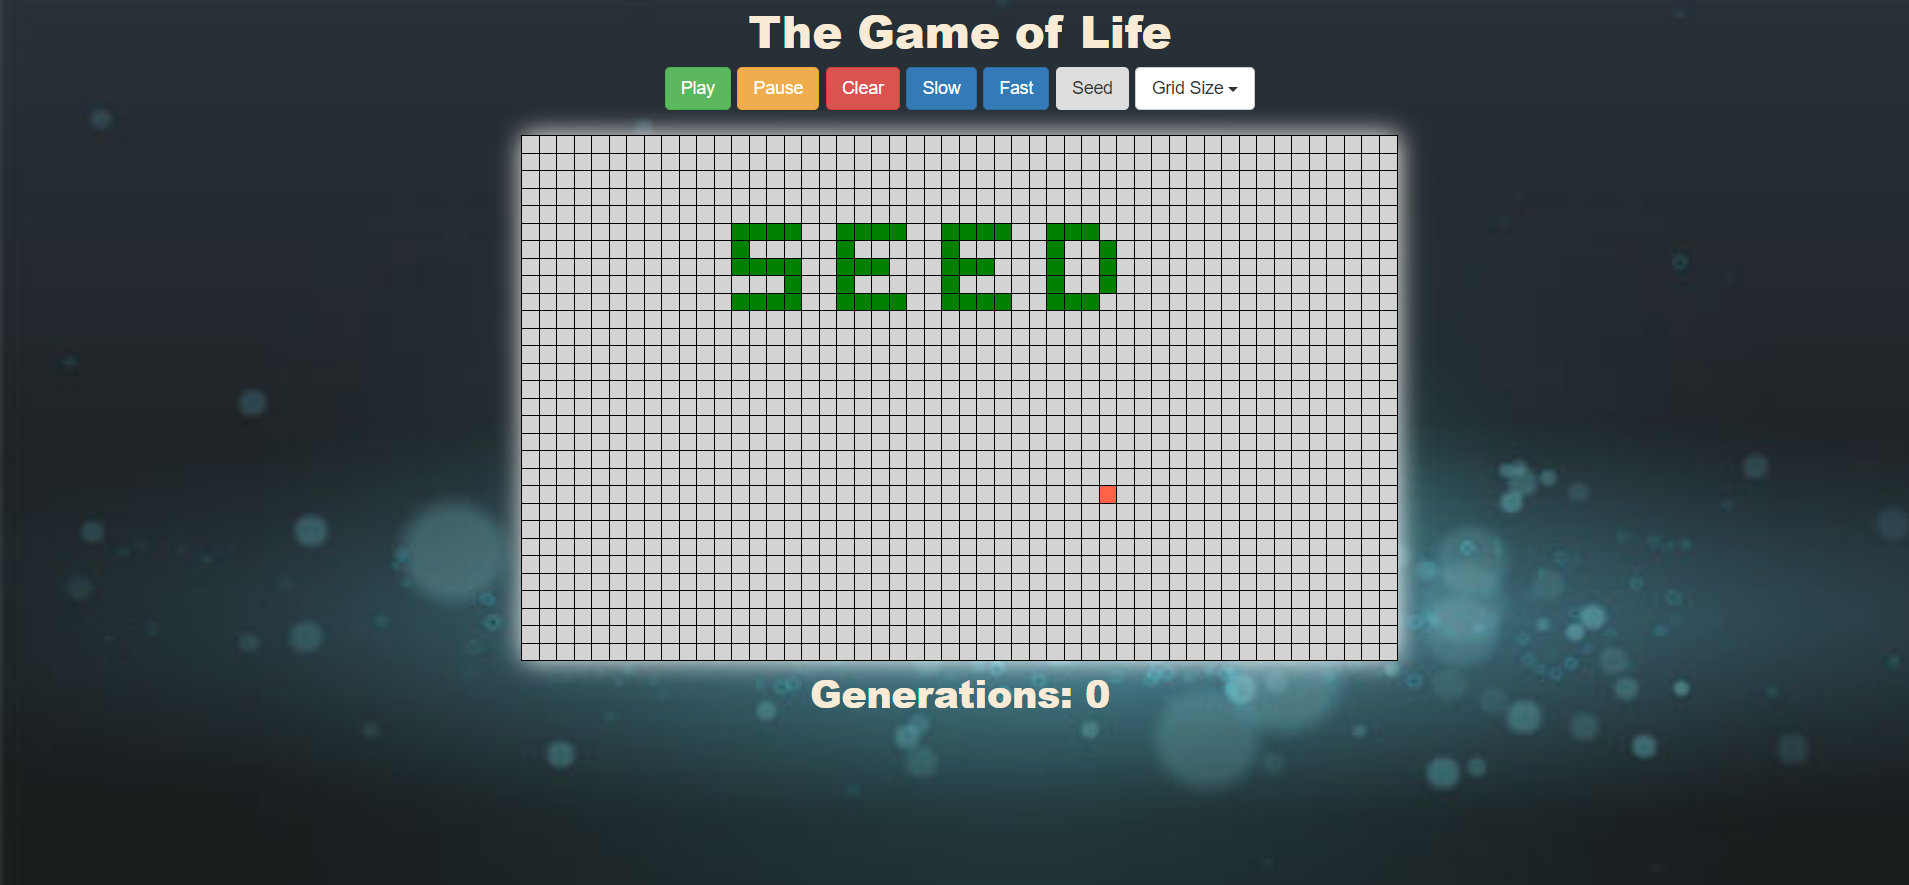 The Game of Life
Play Pause Clear Slow Fast Seed Grid Size
SEED
Generations: 0